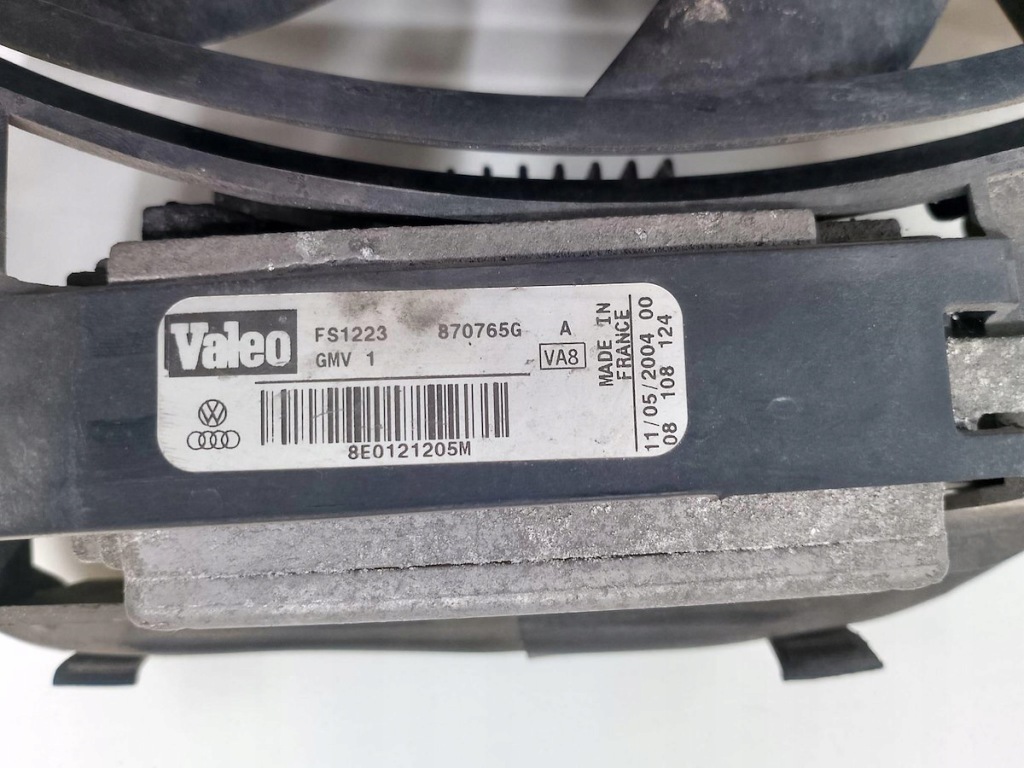 Valeo
FS1223 870765G A
GMV 1 VA8
8E0121205M
MADE IN
FRANCE
11/05/2004 00
08 108 124